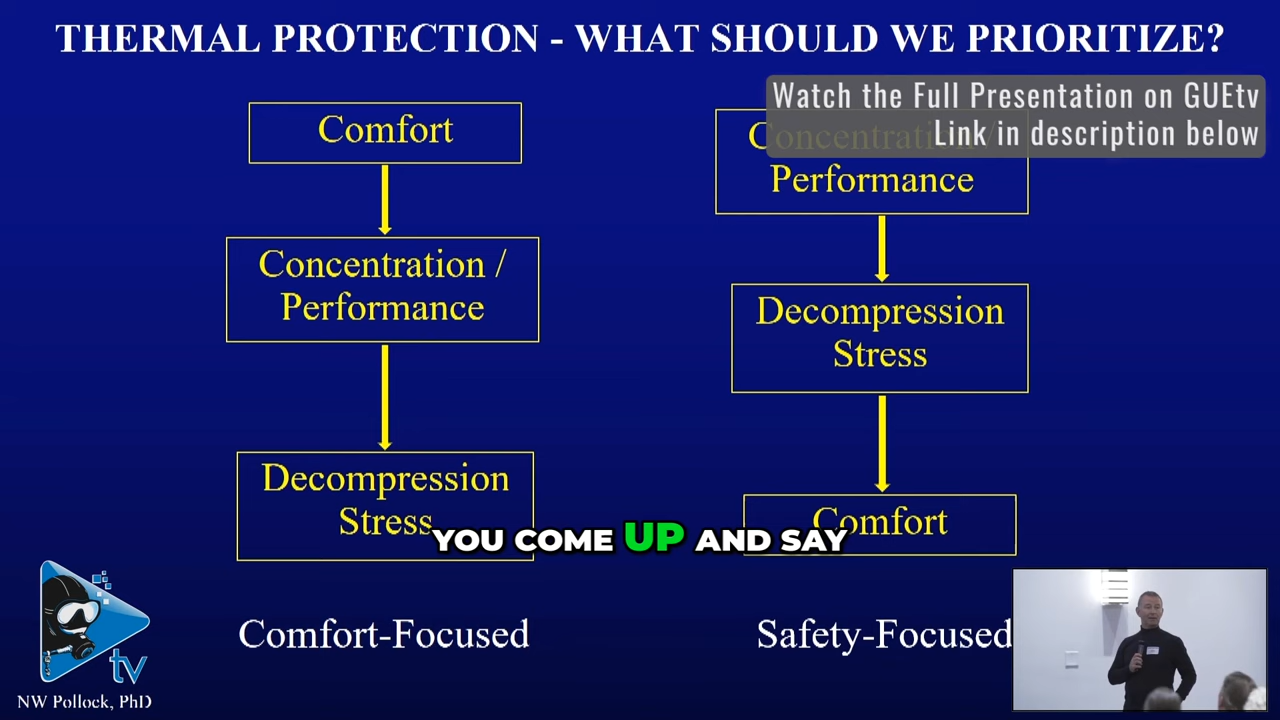 THERMAL PROTECTION - WHAT SHOULD WE PRIORITIZE?
Watch the Full Presentation on GUEtv
Link in description below
Comfort
Concentration /
Performance
Decompression
Stress
Comfort-Focused
Concentration /
Performance
Decompression
Stress
Comfort
Safety-Focused
YOU COME UP AND SAY
tv
NW Pollock, PhD